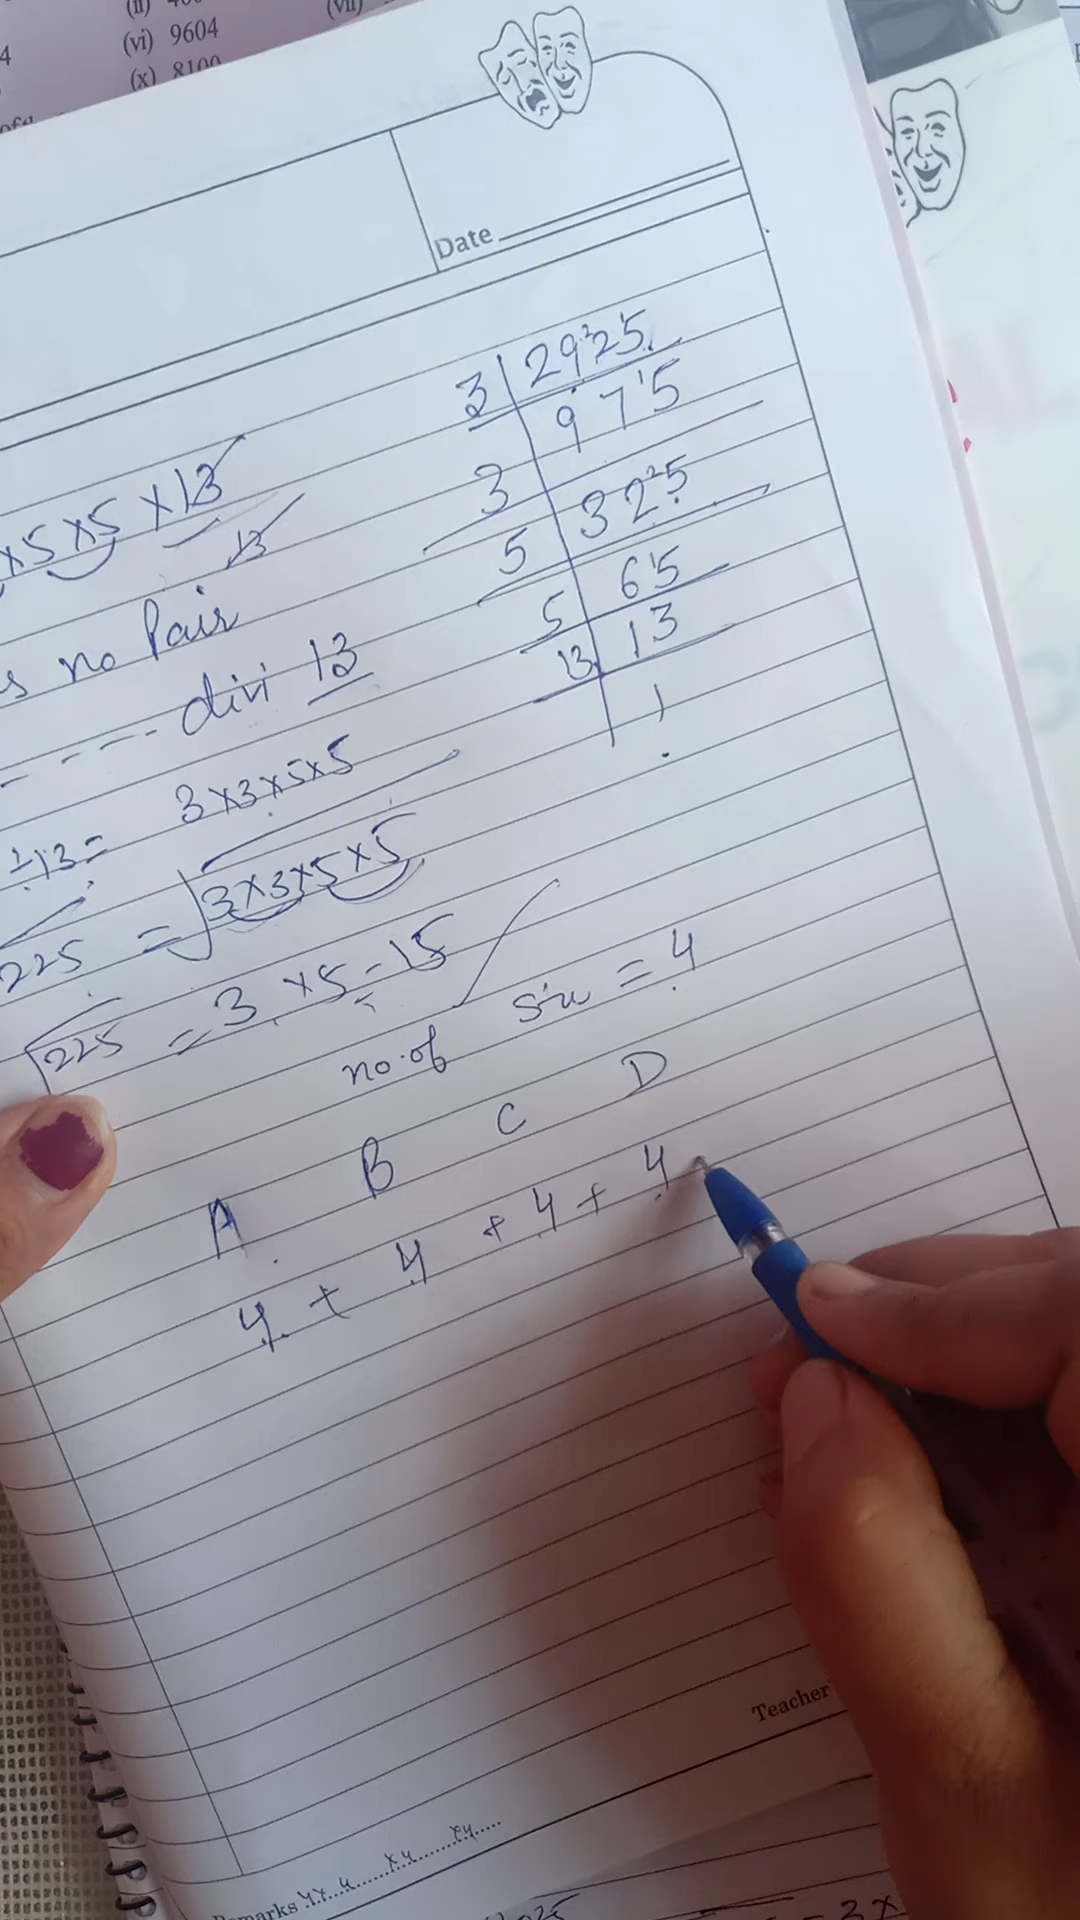 (vi) 9604
(x) 8100
Date
3 | 2925
3 | 975
5 | 325
5 | 65
13 | 13
1
×5×5×13
13
no Pair
---- divi 13
÷13= 3×3×5×5
225 = √3×3×5×5
√225 = 3×5=15
no.of = 4
A B C D
4 + 4 + 4 + 4
Teacher'